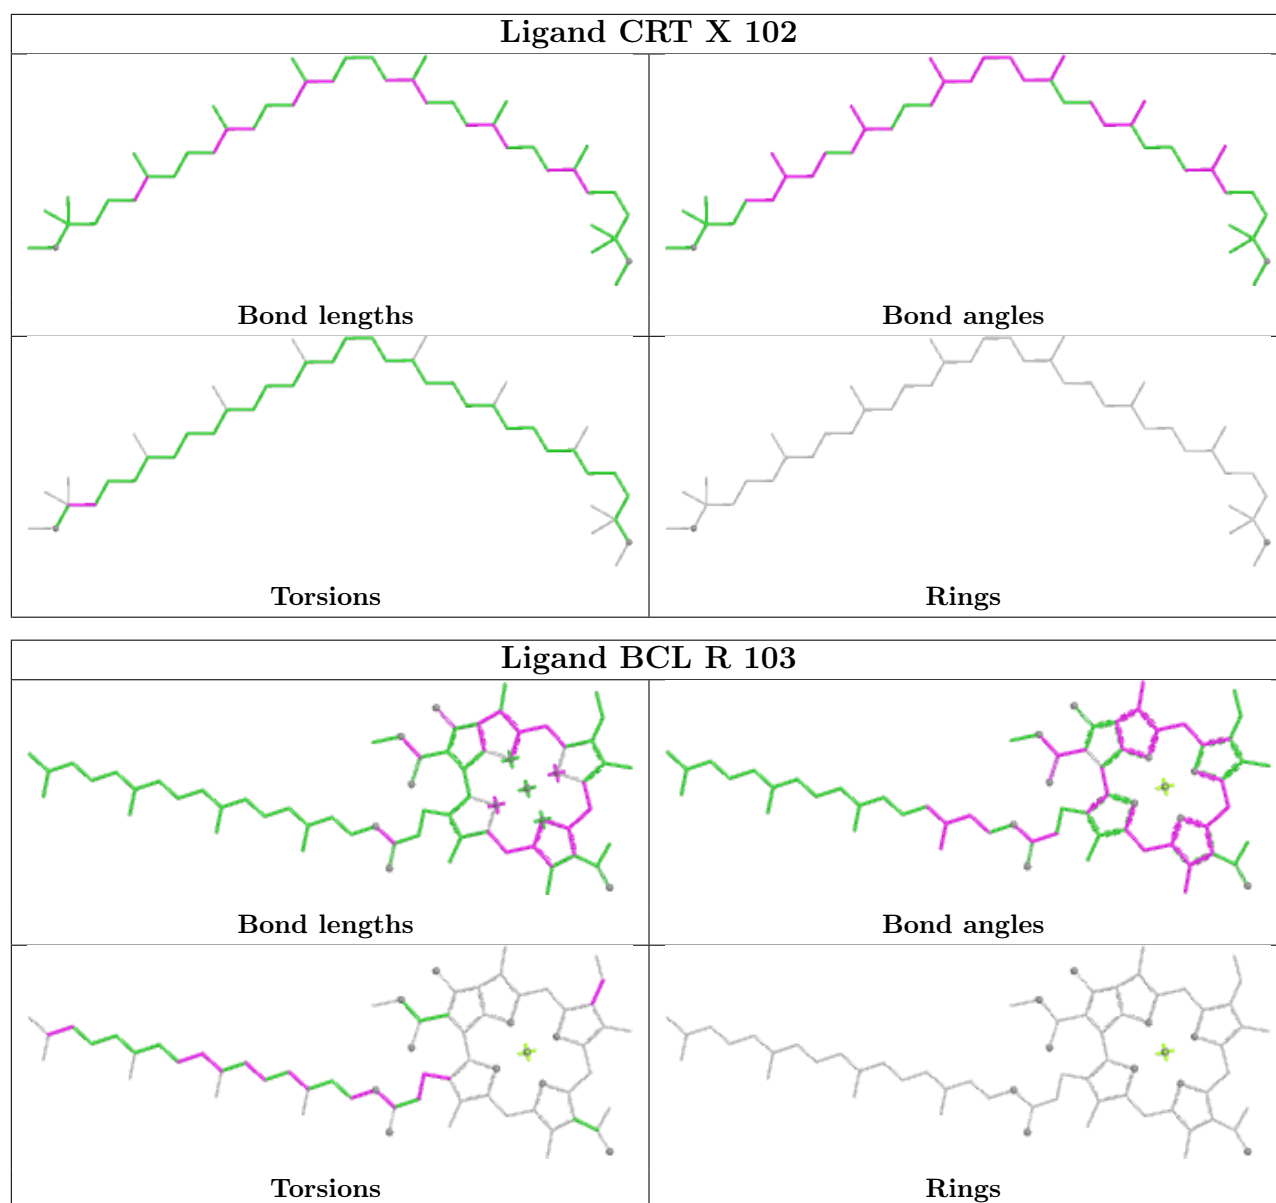 Ligand CRT X 102
Bond lengths
Bond angles
Torsions
Rings
Ligand BCL R 103
Bond lengths
Bond angles
Torsions
Rings